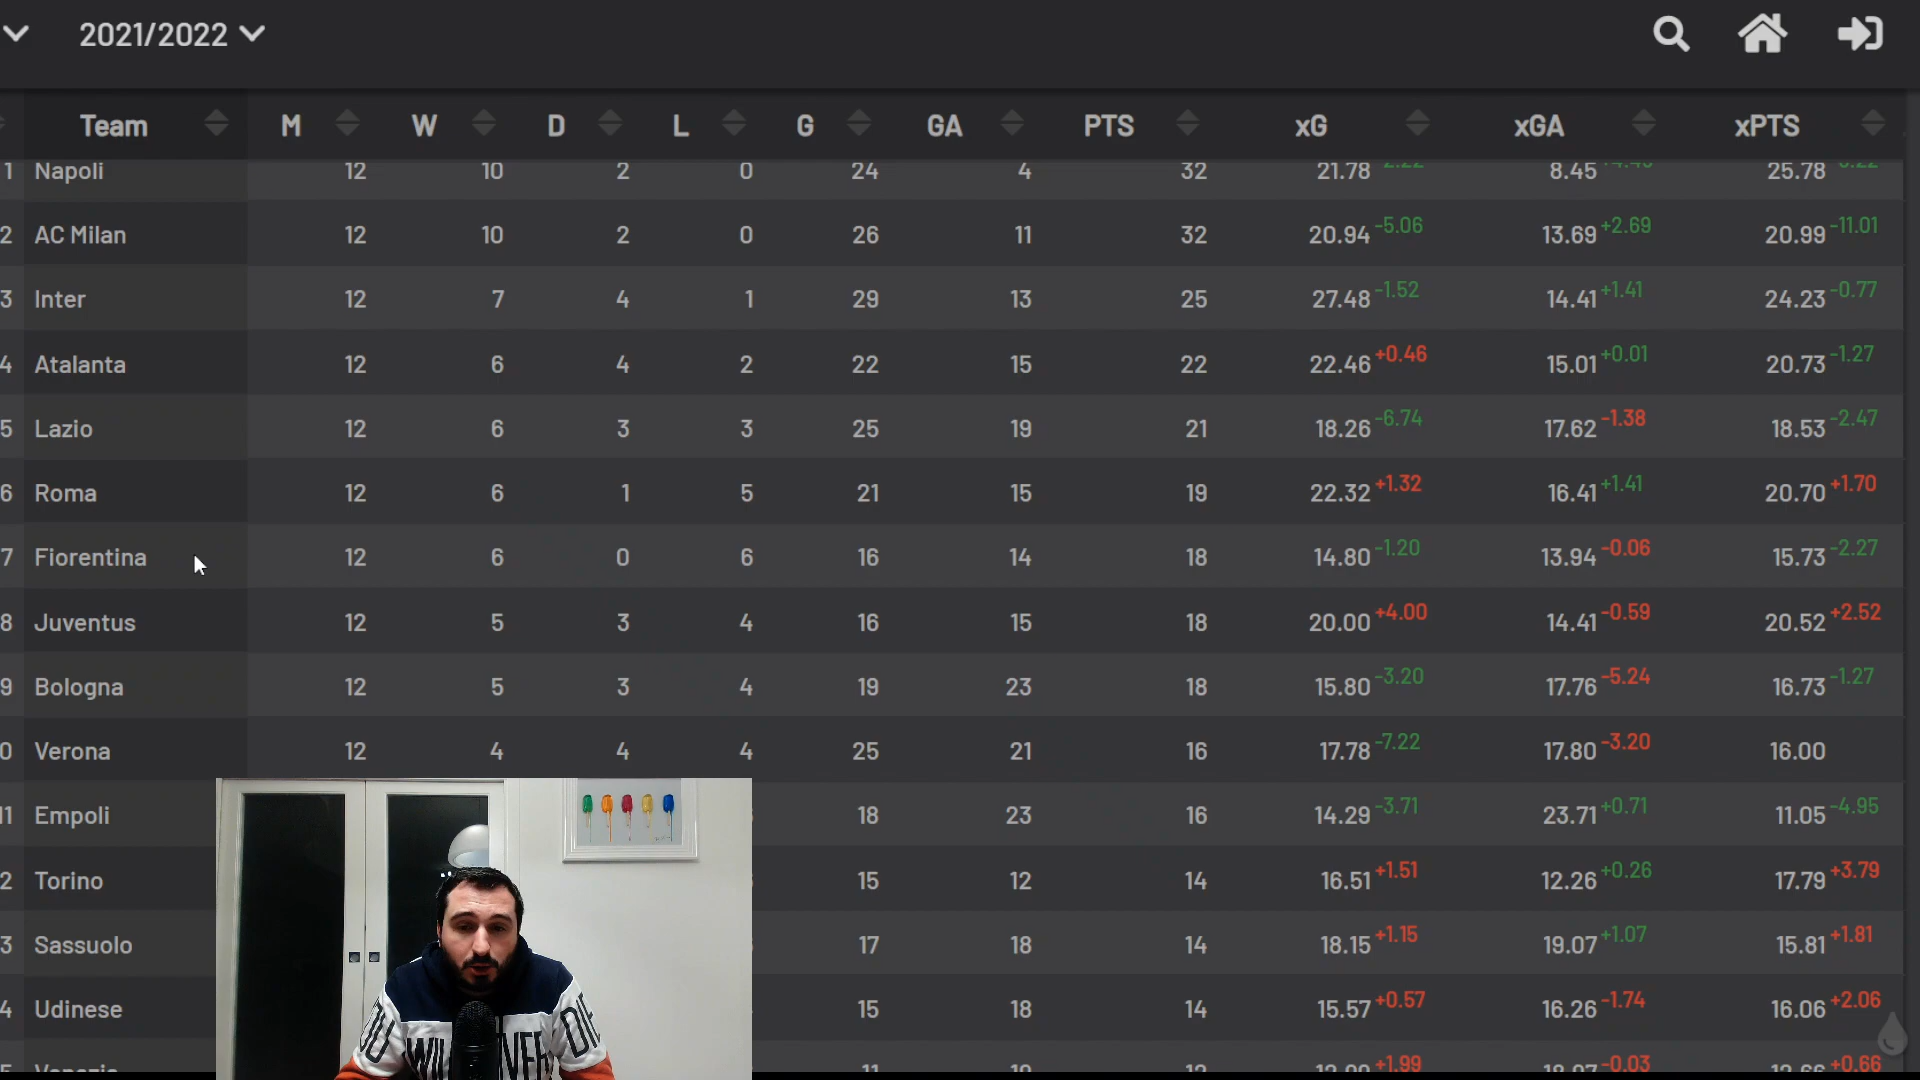 2021/2022
Team M W D L G GA PTS xG xGA xPTS
1 Napoli 12 10 2 0 24 4 32 21.78 -2.22 8.45 25.78
2 AC Milan 12 10 2 0 26 11 32 20.94 -5.06 13.69 +2.69 20.99 -11.01
3 Inter 12 7 4 1 29 13 25 27.48 -1.52 14.41 +1.41 24.23 -0.77
4 Atalanta 12 6 4 2 22 15 22 22.46 +0.46 15.01 +0.01 20.73 -1.27
5 Lazio 12 6 3 3 25 19 21 18.26 -6.74 17.62 -1.38 18.53 -2.47
6 Roma 12 6 1 5 21 15 19 22.32 +1.32 16.41 +1.41 20.70 +1.70
7 Fiorentina 12 6 0 6 16 14 18 14.80 -1.20 13.94 -0.06 15.73 -2.27
8 Juventus 12 5 3 4 16 15 18 20.00 +4.00 14.41 -0.59 20.52 +2.52
9 Bologna 12 5 3 4 19 23 18 15.80 -3.20 17.76 -5.24 16.73 -1.27
0 Verona 12 4 4 4 25 21 16 17.78 -7.22 17.80 -3.20 16.00
11 Empoli 18 23 16 14.29 -3.71 23.71 +0.71 11.05 -4.95
2 Torino 15 12 14 16.51 +1.51 12.26 +0.26 17.79 +3.79
3 Sassuolo 17 18 14 18.15 +1.15 19.07 +1.07 15.81 +1.81
4 Udinese 15 18 14 15.57 +0.57 16.26 -1.74 16.06 +2.06
+1.99 -0.03 +0.66